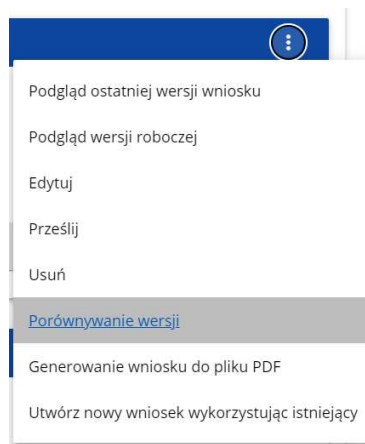 Podgląd ostatniej wersji wniosku
Podgląd wersji roboczej
Edytuj
Prześlij
Usuń
Porównywanie wersji
Generowanie wniosku do pliku PDF
Utwórz nowy wniosek wykorzystując istniejący